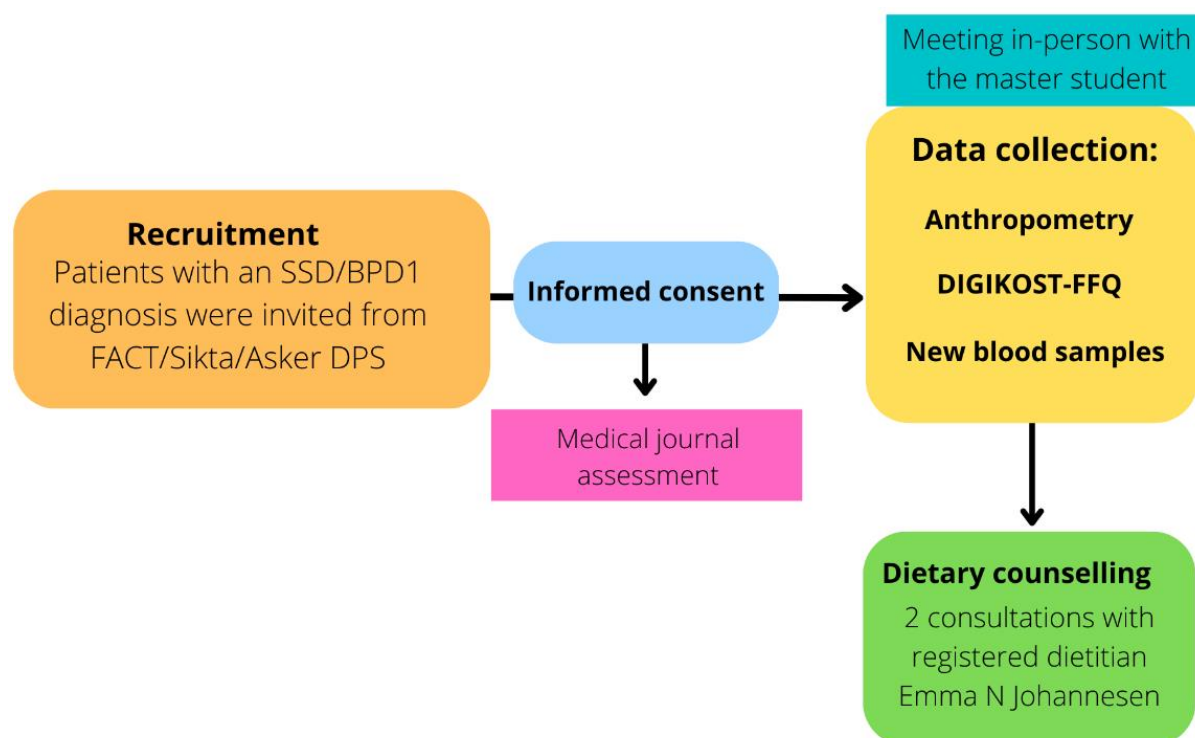 Recruitment
Patients with an SSD/BPD1
diagnosis were invited from
FACT/Sikta/Asker DPS
Informed consent
Medical journal
assessment
Meeting in-person with
the master student
Data collection:
Anthropometry
DIGIKOST-FFQ
New blood samples
Dietary counselling
2 consultations with
registered dietitian
Emma N Johannesen